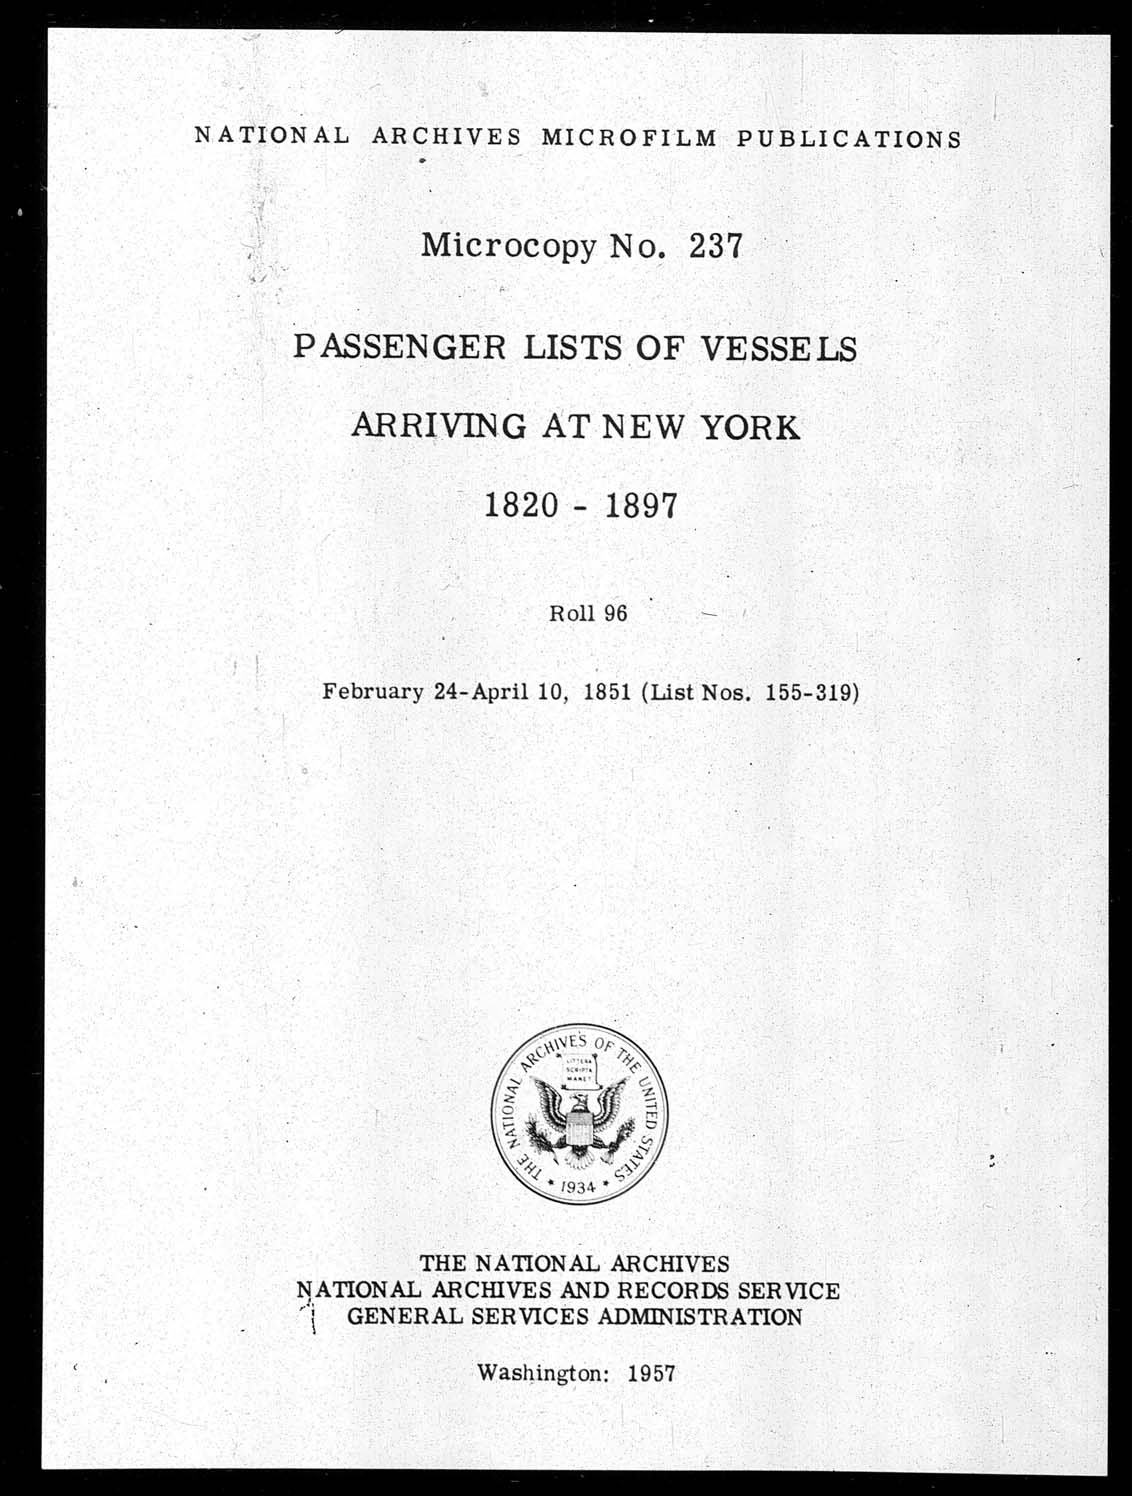 NATIONAL ARCHIVES MICROFILM PUBLICATIONS
Microcopy No. 237
PASSENGER LISTS OF VESSELS
ARRIVING AT NEW YORK
1820 - 1897
Roll 96
February 24-April 10, 1851 (List Nos. 155-319)
THE NATIONAL ARCHIVES OF THE UNITED STATES
LITTERA
SCRIPTA
MANET
* 1934 *
THE NATIONAL ARCHIVES
NATIONAL ARCHIVES AND RECORDS SERVICE
GENERAL SERVICES ADMINISTRATION
Washington: 1957